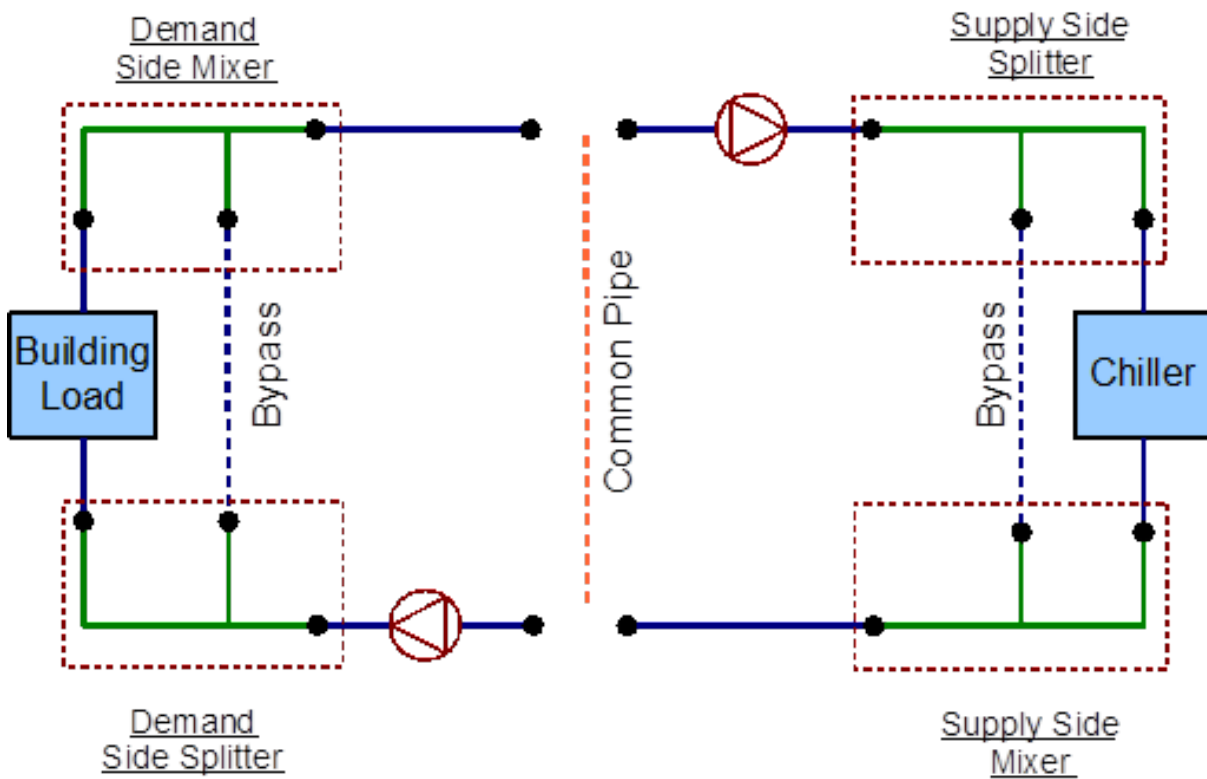 Demand
Side Mixer
Supply Side
Splitter
Building
Load
Bypass
Common Pipe
Bypass
Chiller
Demand
Side Splitter
Supply Side
Mixer